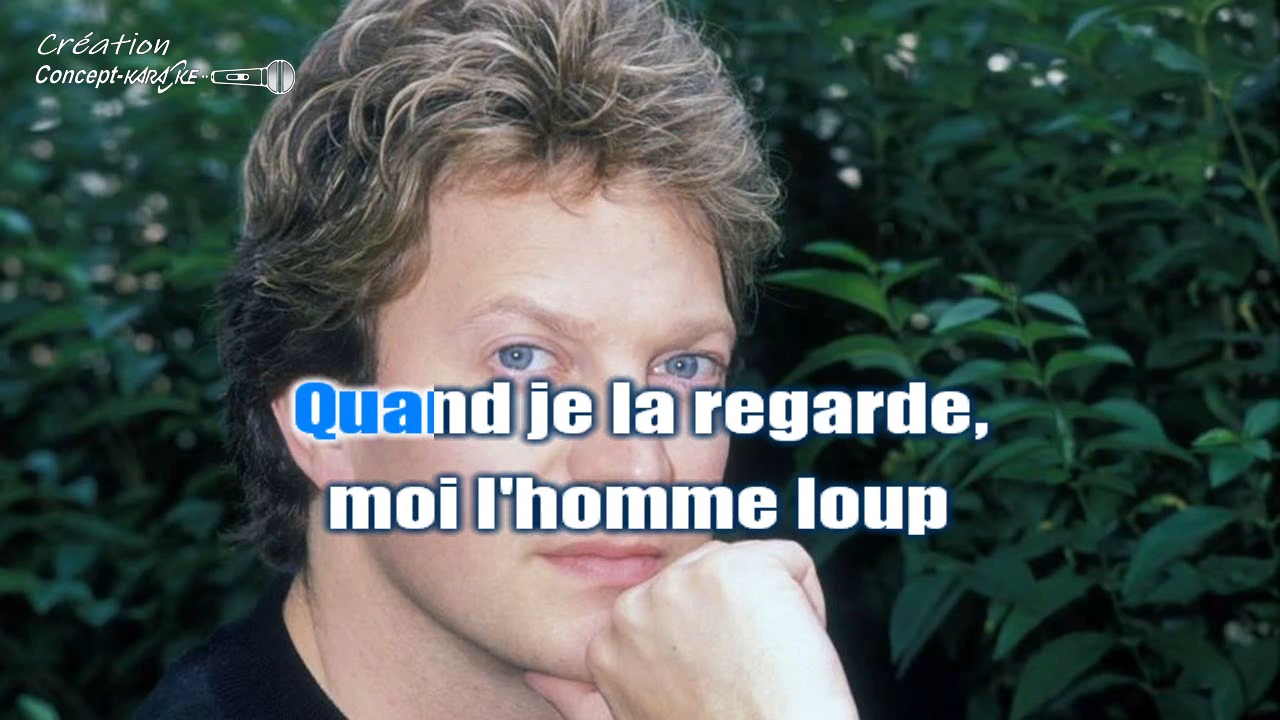 Création
Concept-KARAOKE
Quand je la regarde,
moi l'homme loup